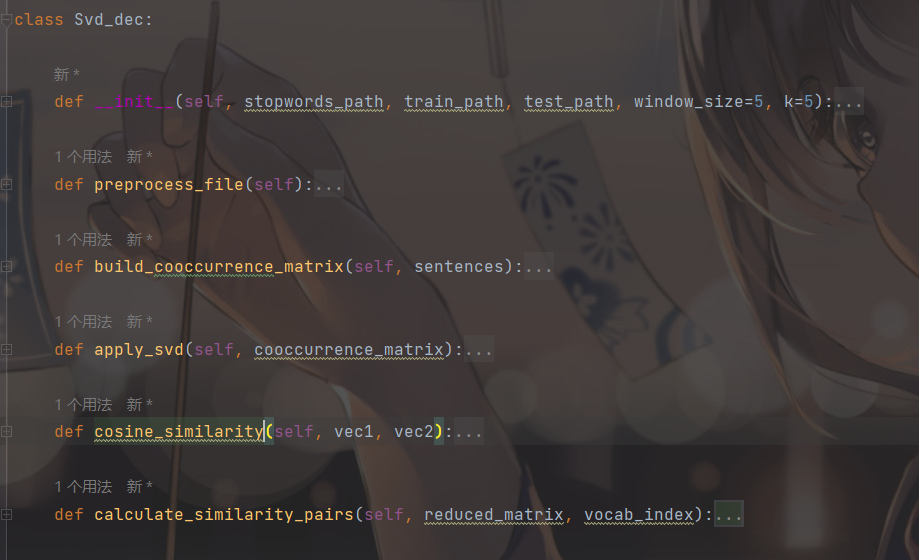 class Svd_dec:
新 *
def __init__(self, stopwords_path, train_path, test_path, window_size=5, k=5):...
1 个用法 新 *
def preprocess_file(self):...
1 个用法 新 *
def build_cooccurrence_matrix(self, sentences):...
1 个用法 新 *
def apply_svd(self, cooccurrence_matrix):...
1 个用法 新 *
def cosine_similarity(self, vec1, vec2):...
1 个用法 新 *
def calculate_similarity_pairs(self, reduced_matrix, vocab_index):...